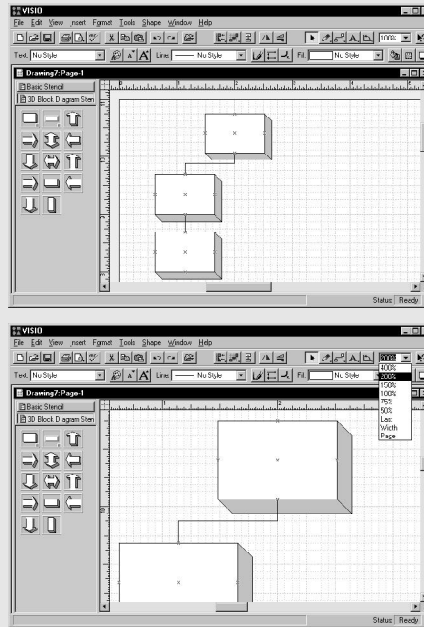 VISIO
File Edit View Insert Format Tools Shape Window Help
100%
Text: No Style Line: No Style Fill: No Style
Drawing7:Page-1
Basic Stencil
3D Block Diagram Sten
Status Ready
VISIO
File Edit View Insert Format Tools Shape Window Help
200%
Text: No Style Line: No Style Fill: No Style
400%
200%
150%
100%
75%
50%
Last
Width
Page
Drawing7:Page-1
Basic Stencil
3D Block Diagram Sten
Status Ready